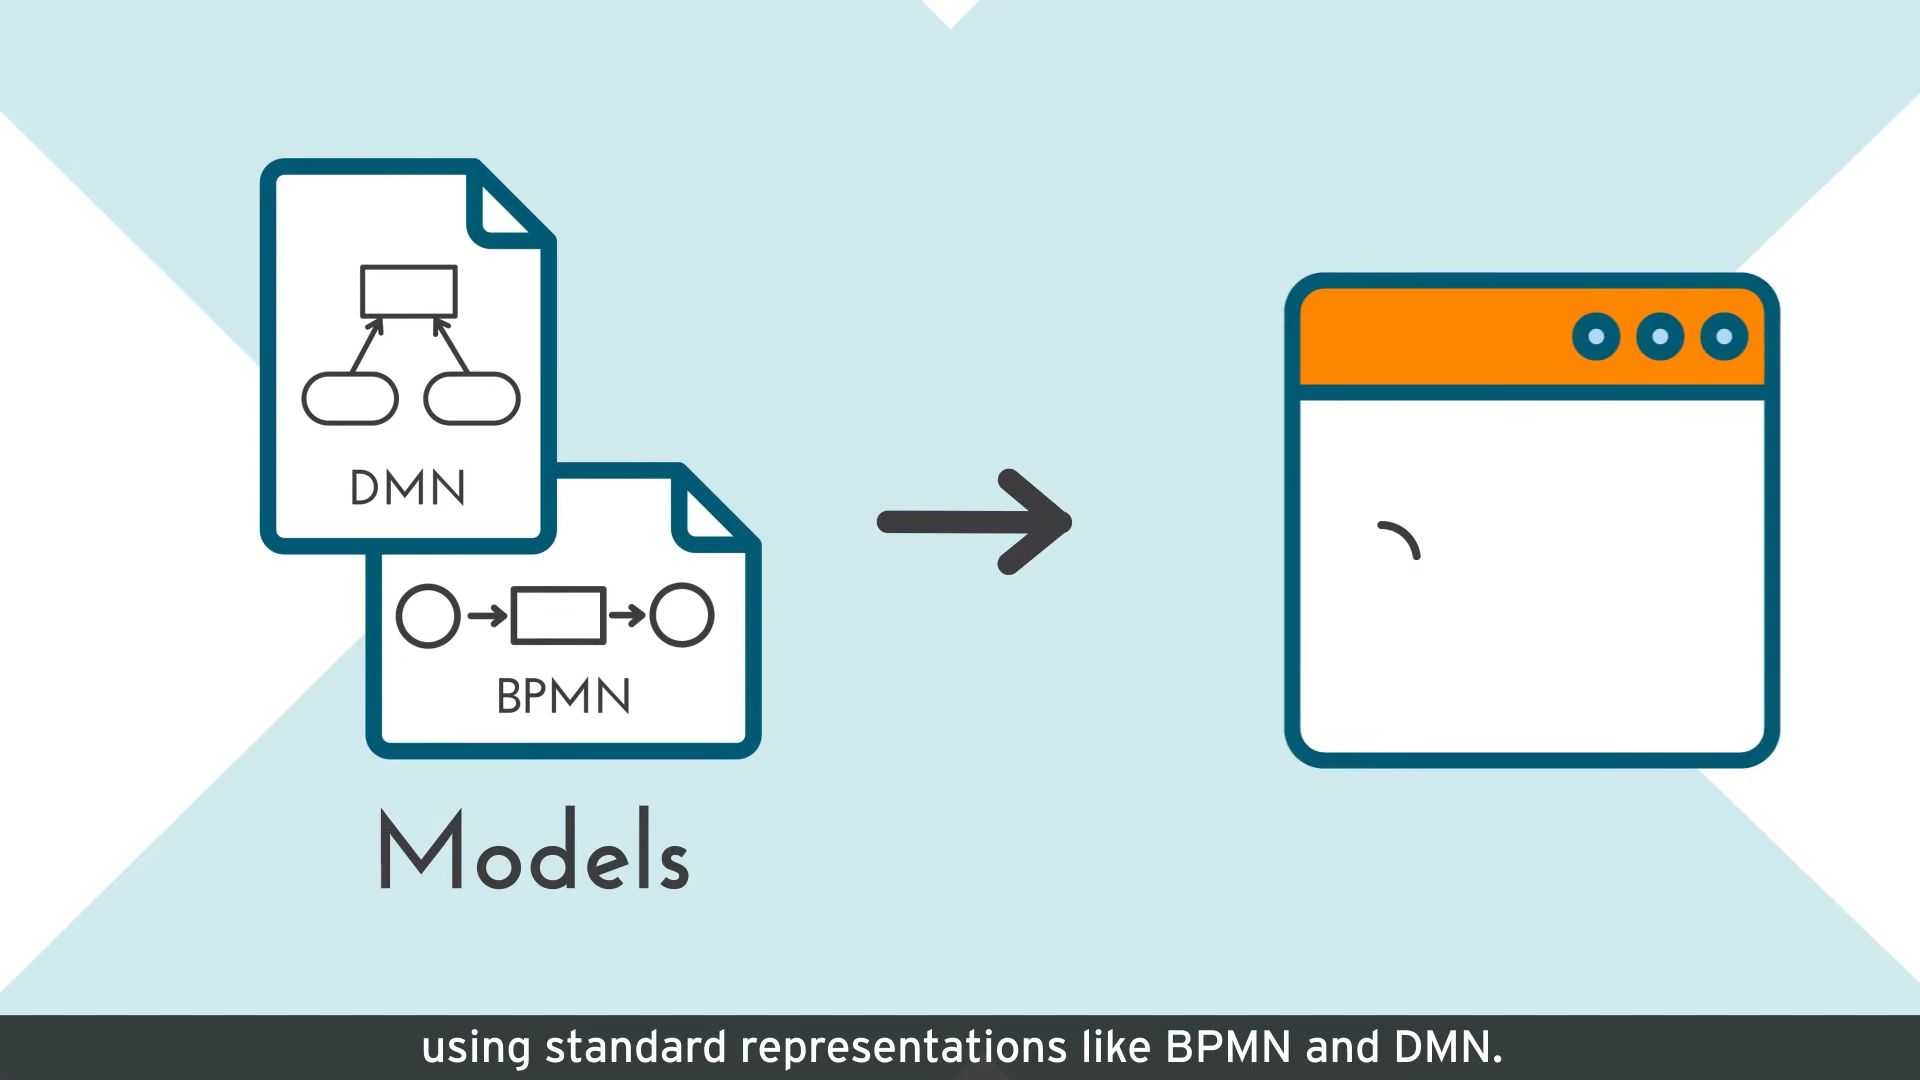 DMN
BPMN
Models
using standard representations like BPMN and DMN.